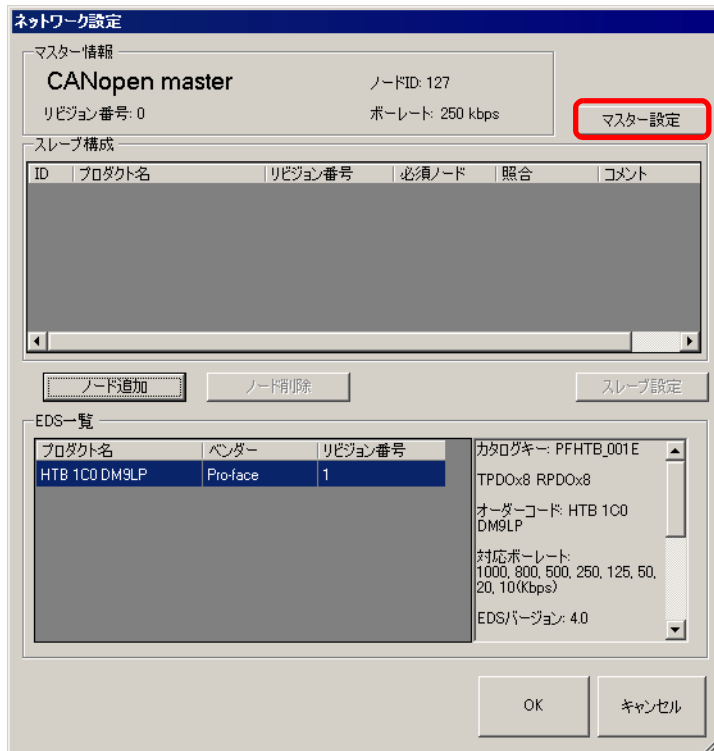 ネットワーク設定
マスター情報
CANopen master
ノードID: 127
リビジョン番号: 0
ボーレート: 250 kbps
マスター設定
スレーブ構成
ID プロダクト名 リビジョン番号 必須ノード 照合 コメント
ノード追加
ノード削除
スレーブ設定
EDS一覧
プロダクト名 ベンダー リビジョン番号
HTB 1C0 DM9LP Pro-face 1
カタログキー: PFHTB_001E
TPDOx8 RPDOx8
オーダーコード: HTB 1C0
DM9LP
対応ボーレート:
1000, 800, 500, 250, 125, 50,
20, 10(Kbps)
EDSバージョン: 4.0
OK
キャンセル